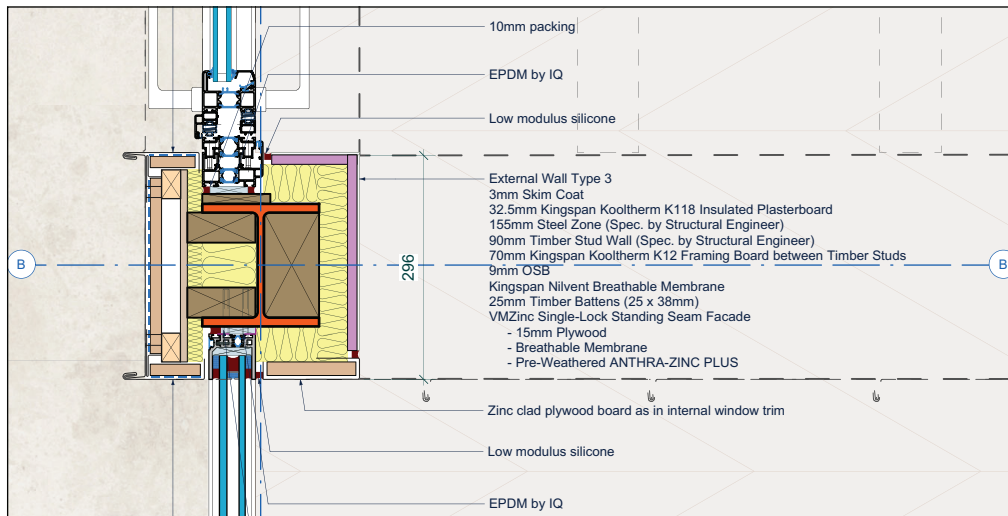 10mm packing
EPDM by IQ
Low modulus silicone
External Wall Type 3
3mm Skim Coat
32.5mm Kingspan Kooltherm K118 Insulated Plasterboard
155mm Steel Zone (Spec. by Structural Engineer)
90mm Timber Stud Wall (Spec. by Structural Engineer)
70mm Kingspan Kooltherm K12 Framing Board between Timber Studs
9mm OSB
Kingspan Nilvent Breathable Membrane
25mm Timber Battens (25 x 38mm)
VMZinc Single-Lock Standing Seam Facade
- 15mm Plywood
- Breathable Membrane
- Pre-Weathered ANTHRA-ZINC PLUS
B
296
B
Zinc clad plywood board as in internal window trim
Low modulus silicone
EPDM by IQ